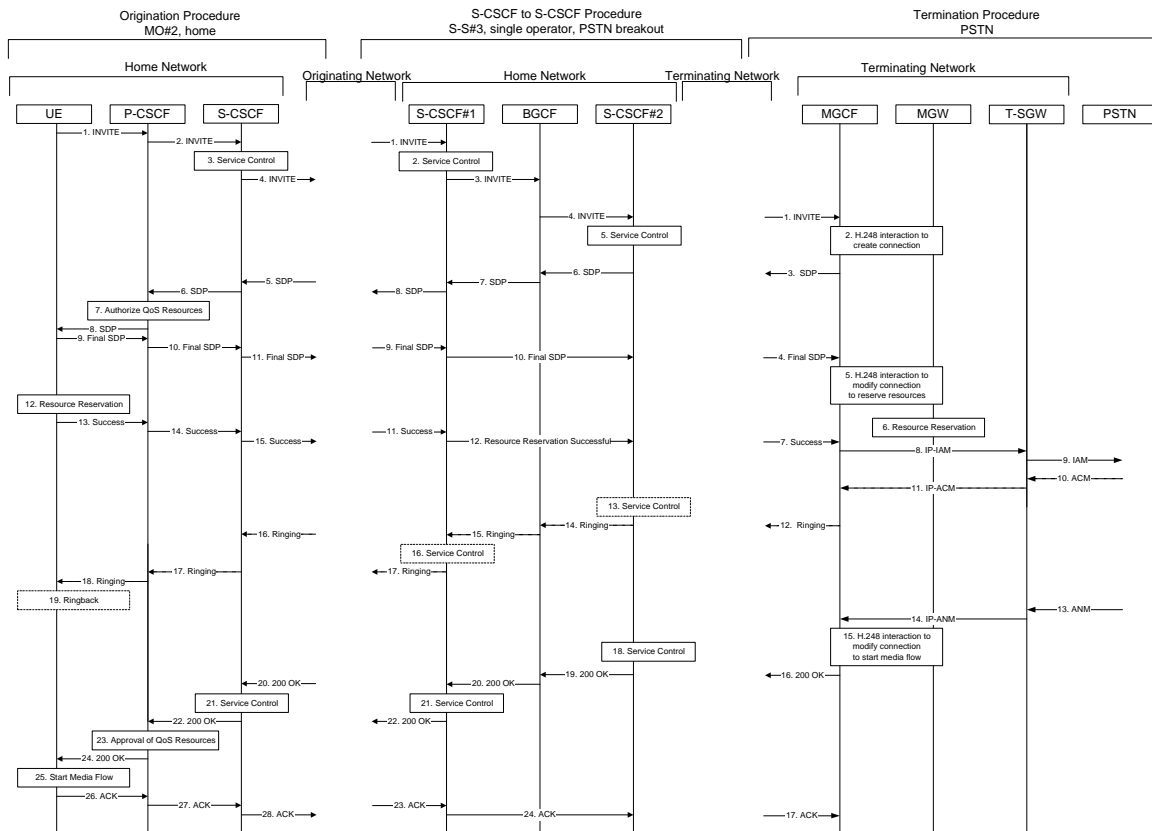 Origination Procedure
MO#2, home
S-CSCF to S-CSCF Procedure
S-S#3, single operator, PSTN breakout
Termination Procedure
PSTN
Home Network
Originating Network
Home Network
Terminating Network
Terminating Network
UE
P-CSCF
S-CSCF
S-CSCF#1
BGCF
S-CSCF#2
MGCF
MGW
T-SGW
PSTN
1. INVITE
2. INVITE
3. Service Control
4. INVITE
5. SDP
6. SDP
7. Authorize QoS Resources
8. SDP
9. Final SDP
10. Final SDP
11. Final SDP
12. Resource Reservation
13. Success
14. Success
15. Success
16. Ringing
17. Ringing
18. Ringing
19. Ringback
20. 200 OK
21. Service Control
22. 200 OK
23. Approval of QoS Resources
24. 200 OK
25. Start Media Flow
26. ACK
27. ACK
28. ACK
1. INVITE
2. Service Control
3. INVITE
4. INVITE
5. Service Control
6. SDP
7. SDP
8. SDP
9. Final SDP
10. Final SDP
11. Success
12. Resource Reservation Successful
13. Service Control
14. Ringing
15. Ringing
16. Service Control
17. Ringing
18. Service Control
19. 200 OK
20. 200 OK
21. Service Control
22. 200 OK
23. ACK
24. ACK
1. INVITE
2. H.248 interaction to
create connection
3. SDP
4. Final SDP
5. H.248 interaction to
modify connection
to reserve resources
6. Resource Reservation
7. Success
8. IP-IAM
9. IAM
10. ACM
11. IP-ACM
12. Ringing
13. ANM
14. IP-ANM
15. H.248 interaction to
modify connection
to start media flow
16. 200 OK
17. ACK